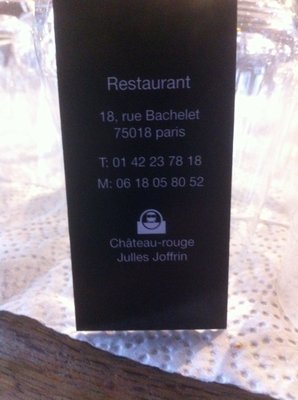 Restaurant
18, rue Bachelet
75018 paris
T: 01 42 23 78 18
M: 06 18 05 80 52
Château-rouge
Julles Joffrin